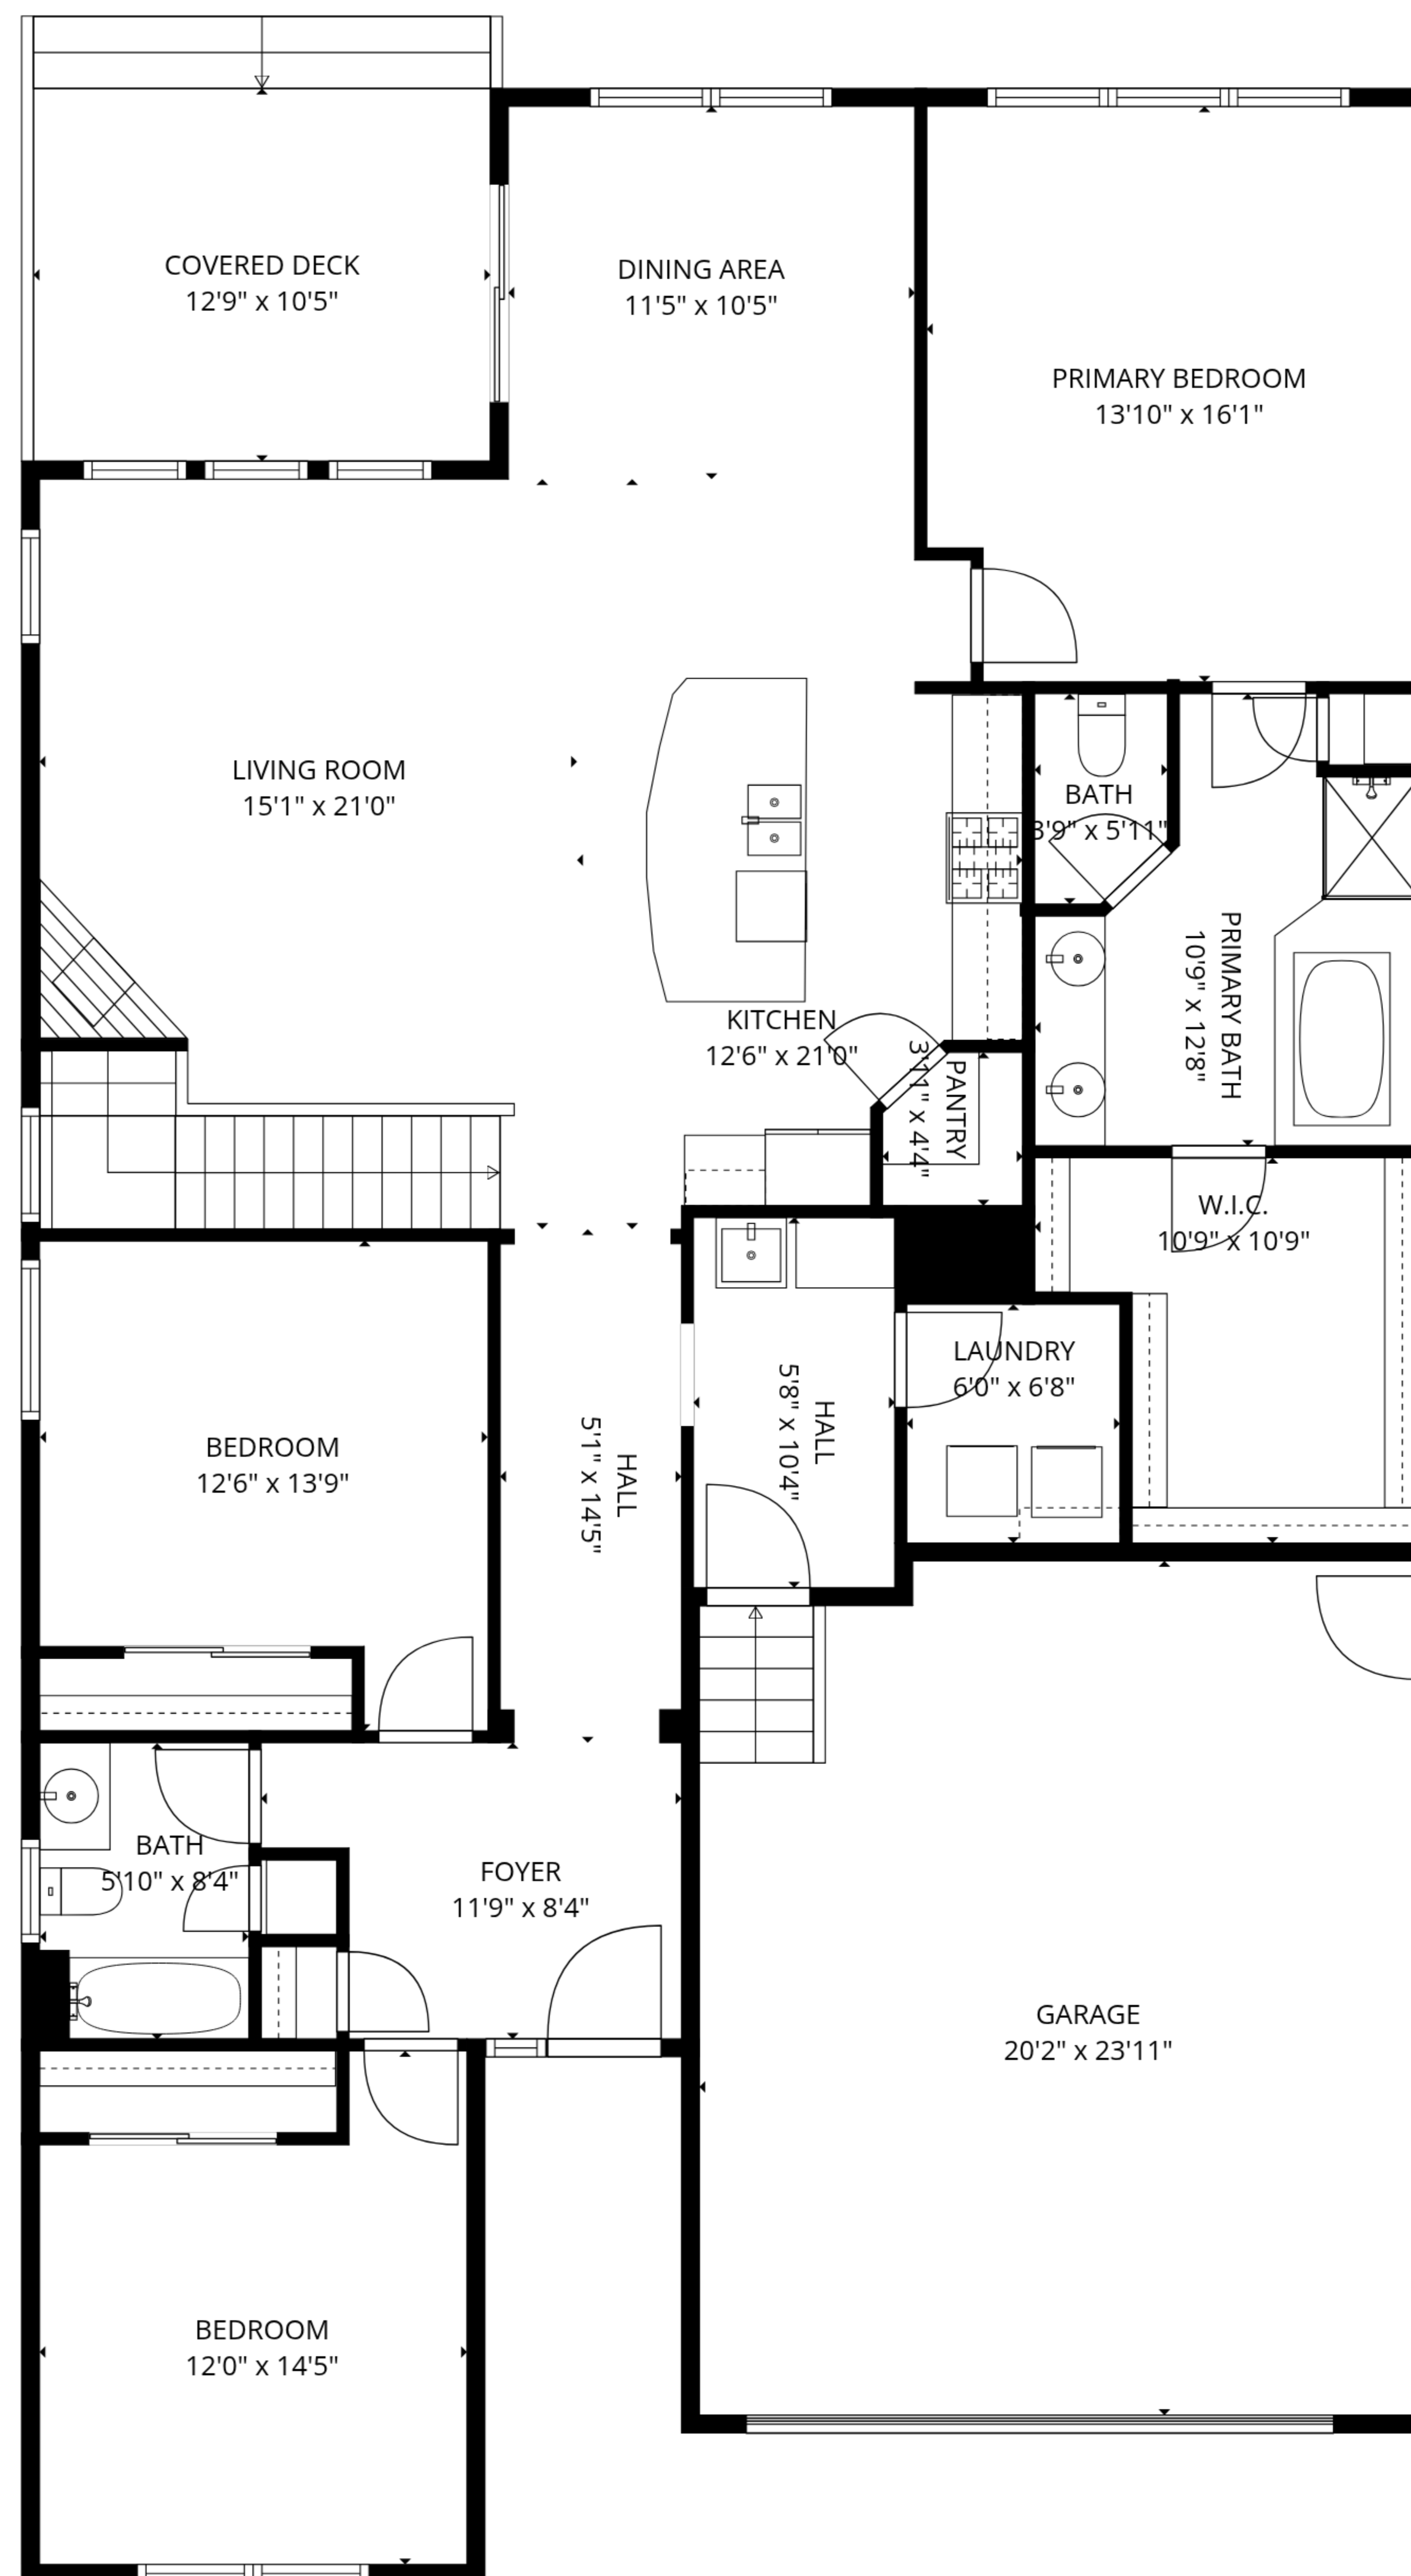 COVERED DECK
12'9" x 10'5"
DINING AREA
11'5" x 10'5"
PRIMARY BEDROOM
13'10" x 16'1"
LIVING ROOM
15'1" x 21'0"
BATH
3'9" x 5'11"
PRIMARY BATH
10'9" x 12'8"
KITCHEN
12'6" x 21'0"
PANTRY
3'11" x 4'4"
W.I.C.
10'9" x 10'9"
LAUNDRY
6'0" x 6'8"
HALL
5'8" x 10'4"
BEDROOM
12'6" x 13'9"
HALL
5'1" x 14'5"
BATH
5'10" x 8'4"
FOYER
11'9" x 8'4"
GARAGE
20'2" x 23'11"
BEDROOM
12'0" x 14'5"